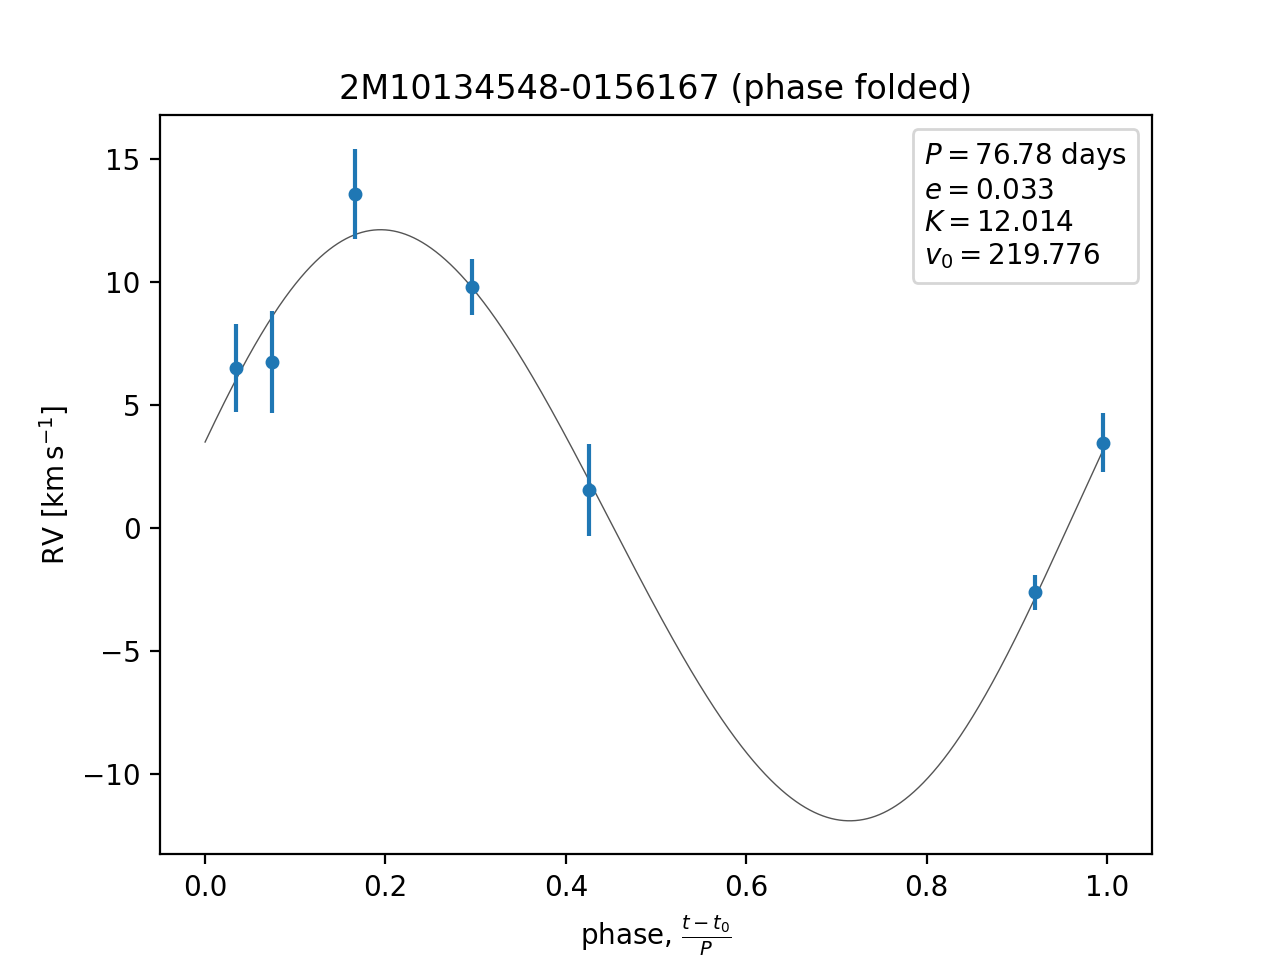 2M10134548-0156167 (phase folded)
P = 76.78 days
e = 0.033
K = 12.014
v₀ = 219.776
RV [km s⁻¹]
15
10
5
0
−5
−10
0.0 0.2 0.4 0.6 0.8 1.0
phase, (t − t₀)/P